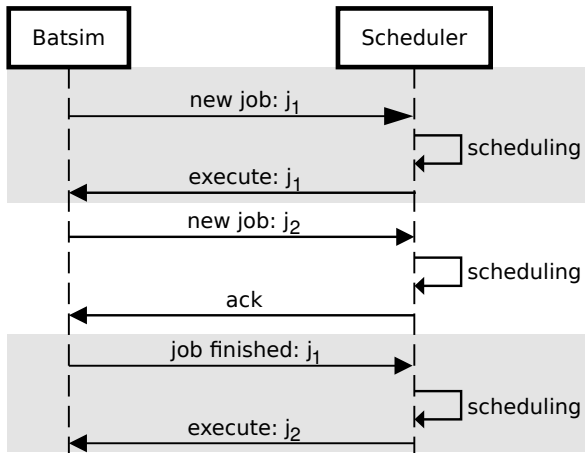 Batsim
Scheduler
new job: j1
scheduling
execute: j1
new job: j2
scheduling
ack
job finished: j1
scheduling
execute: j2